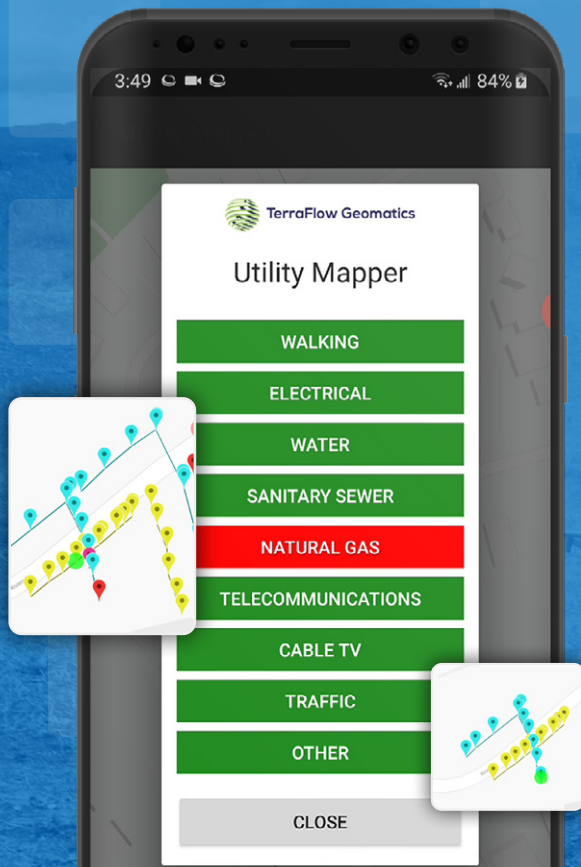 3:49
84%
TerraFlow Geomatics
Utility Mapper
WALKING
ELECTRICAL
WATER
SANITARY SEWER
NATURAL GAS
TELECOMMUNICATIONS
CABLE TV
TRAFFIC
OTHER
CLOSE